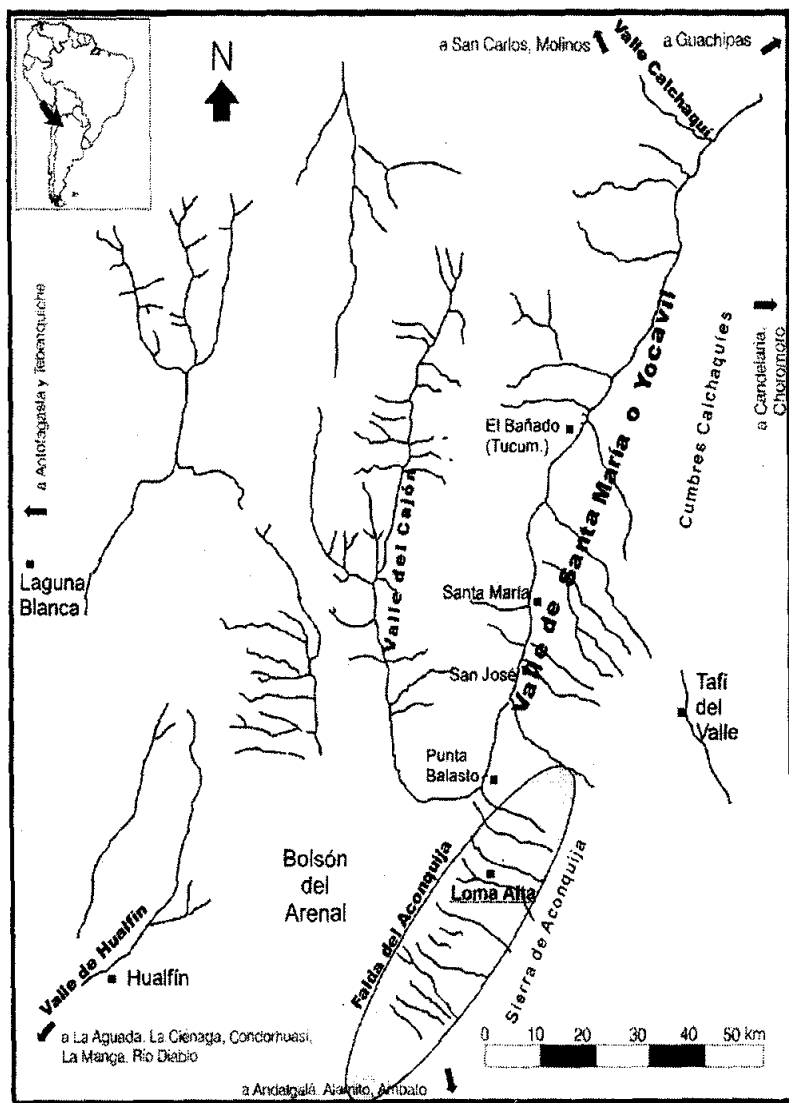 a San Carlos, Molinos
a Guachipas
Valle Calchaquí
N
a Antofagasta y Tebenquiche
Cumbres Calchaquíes
a Candelaria,
Choromoro
Valle de Santa María o Yocavil
El Bañado
(Tucum.)
Valle del Cajón
Laguna
Blanca
Santa María
San José
Tafí
del
Valle
Punta
Balasto
Bolsón
del
Arenal
Loma Alta
Falda del Aconquija
Sierra de Aconquija
Valle de Hualfín
Hualfín
a La Aguada, La Ciénaga, Condorhuasi,
La Manga, Río Diablo
0 10 20 30 40 50 km
a Andalgalá, Alamito, Ambato